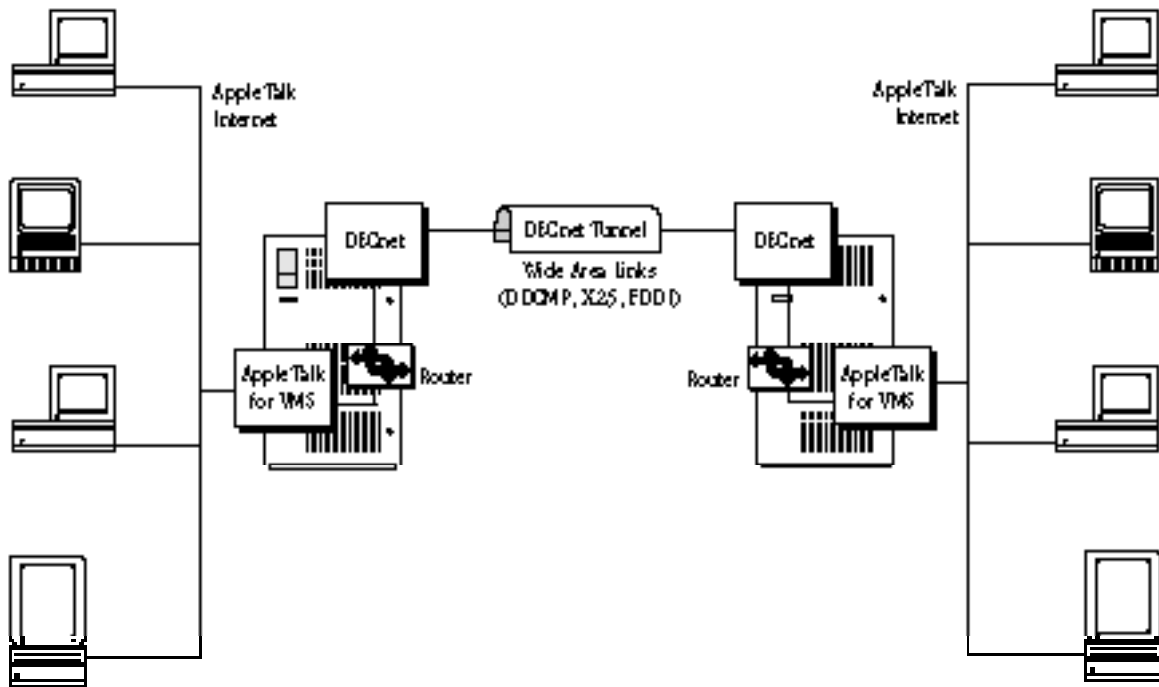 AppleTalk
Internet
AppleTalk
Internet
DECnet
DECnet Tunnel
DECnet
Wide Area Links
(DDCMP, X.25, FDDI)
AppleTalk
for VMS
Router
Router
AppleTalk
for VMS